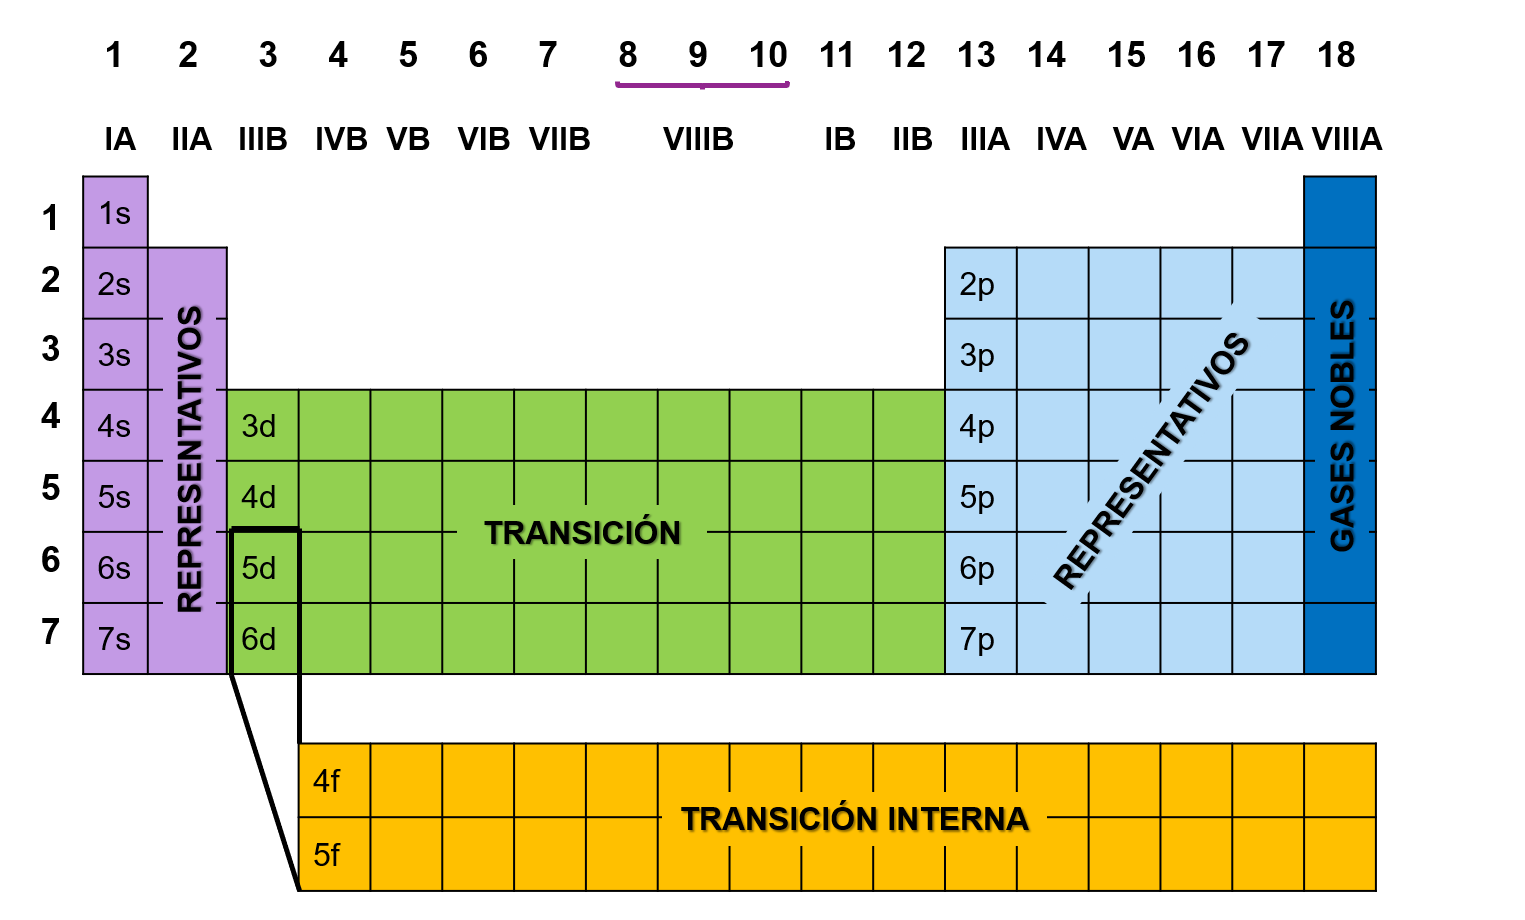 1 2 3 4 5 6 7 8 9 10 11 12 13 14 15 16 17 18
IA IIA IIIB IVB VB VIB VIIB VIIIB IB IIB IIIA IVA VA VIA VIIA VIIIA
1 1s
2 2s 2p
3 3s 3p
4 4s 3d 4p
5 5s 4d 5p
6 6s 5d 6p
7 7s 6d 7p
REPRESENTATIVOS
TRANSICIÓN
REPRESENTATIVOS
GASES NOBLES
4f
TRANSICIÓN INTERNA
5f